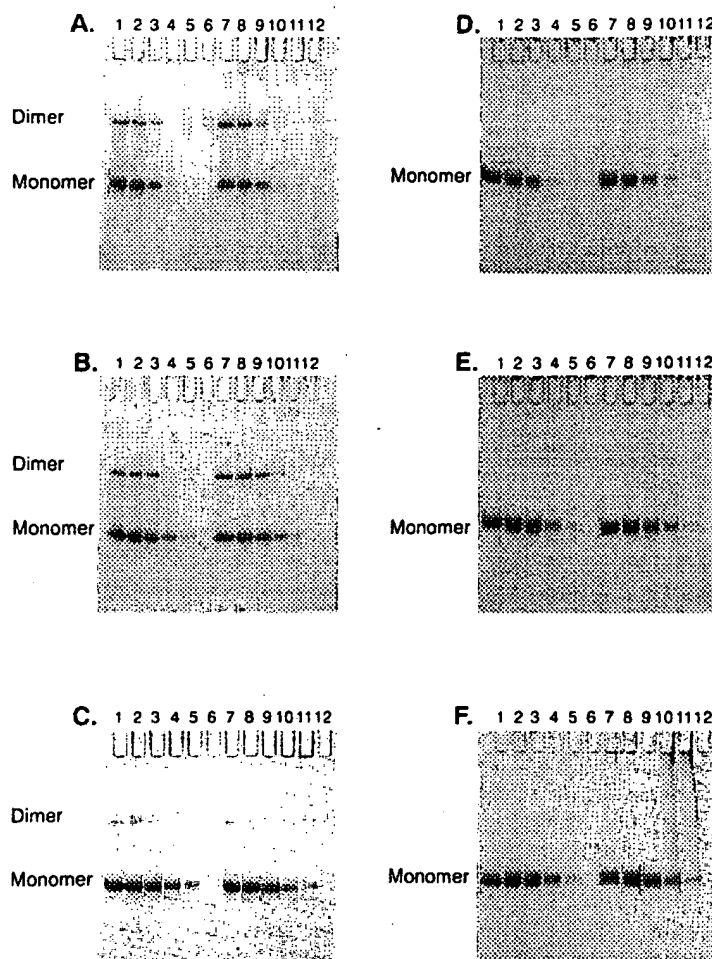 A. 1 2 3 4 5 6 7 8 9 10 11 12
Dimer
Monomer
D. 1 2 3 4 5 6 7 8 9 10 11 12
Monomer
B. 1 2 3 4 5 6 7 8 9 10 11 12
Dimer
Monomer
E. 1 2 3 4 5 6 7 8 9 10 11 12
Monomer
C. 1 2 3 4 5 6 7 8 9 10 11 12
Dimer
Monomer
F. 1 2 3 4 5 6 7 8 9 10 11 12
Monomer